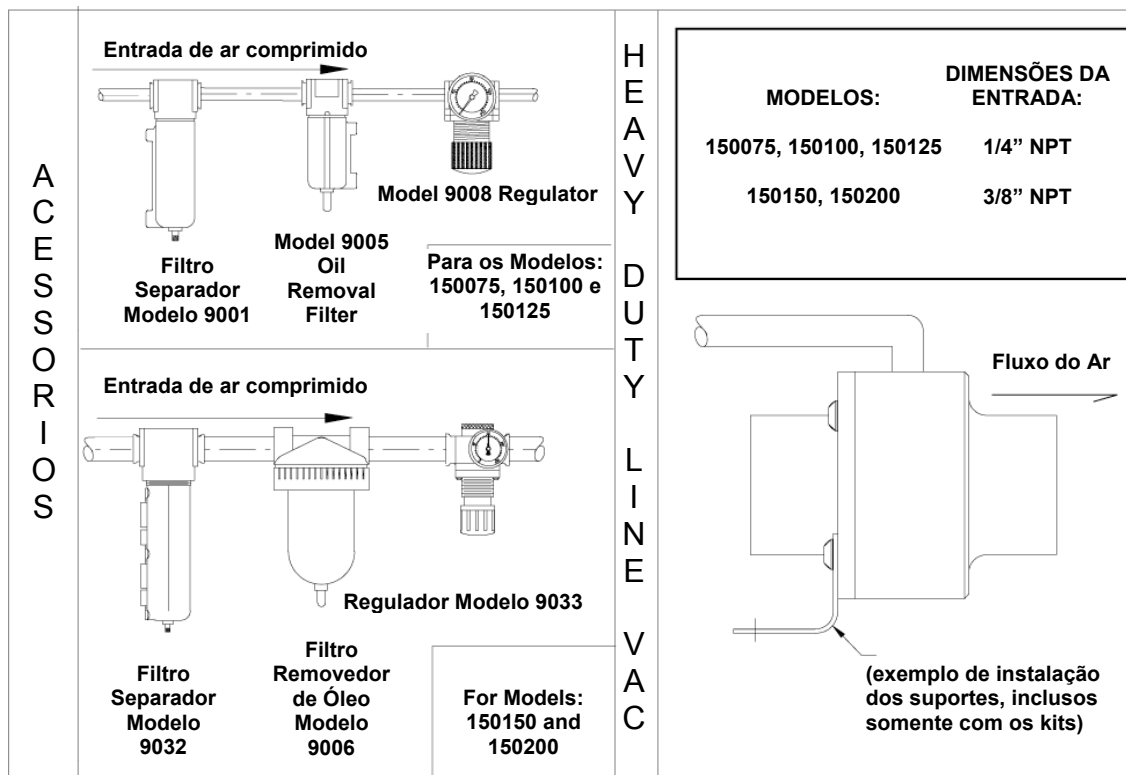 ACESSORIOS
Entrada de ar comprimido
Model 9008 Regulator
Filtro
Separador
Modelo 9001
Model 9005
Oil
Removal
Filter
Para os Modelos:
150075, 150100 e
150125
Entrada de ar comprimido
Regulador Modelo 9033
Filtro
Separador
Modelo
9032
Filtro
Removedor
de Óleo
Modelo
9006
For Models:
150150 and
150200
HEAVY DUTY LINE VAC
MODELOS:
DIMENSÕES DA
ENTRADA:
150075, 150100, 150125 1/4” NPT
150150, 150200 3/8” NPT
Fluxo do Ar
(exemplo de instalação
dos suportes, inclusos
somente com os kits)